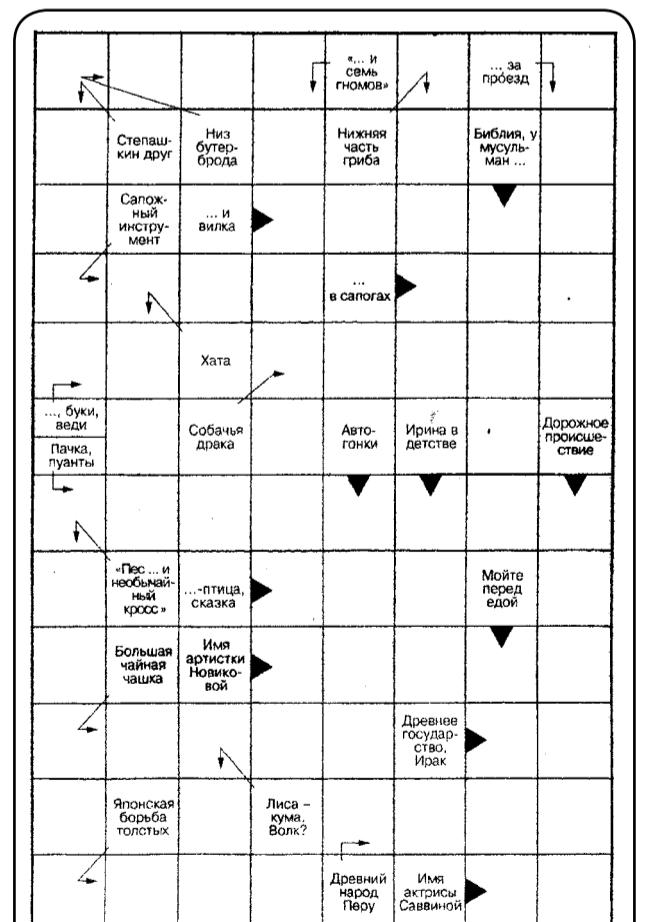 «... и
семь
гномов»
... за
проезд
Степаш-
кин друг
Низ
бутер-
брода
Нижняя
часть
гриба
Библия, у
мусуль-
ман ...
Сапож-
ный
инстру-
мент
... и
вилка
...
в сапогах
Хата
..., буки,
веди
Пачка,
пуанты
Собачья
драка
Авто-
гонки
Ирина в
детстве
Дорожное
происше-
ствие
«Пес ... и
необычай-
ный
кросс»
...-птица,
сказка
Мойте
перед
едой
Большая
чайная
чашка
Имя
артистки
Новико-
вой
Древнее
государ-
ство,
Ирак
Японская
борьба
толстых
Лиса –
кума.
Волк?
Древний
народ
Перу
Имя
актрисы
Саввиной